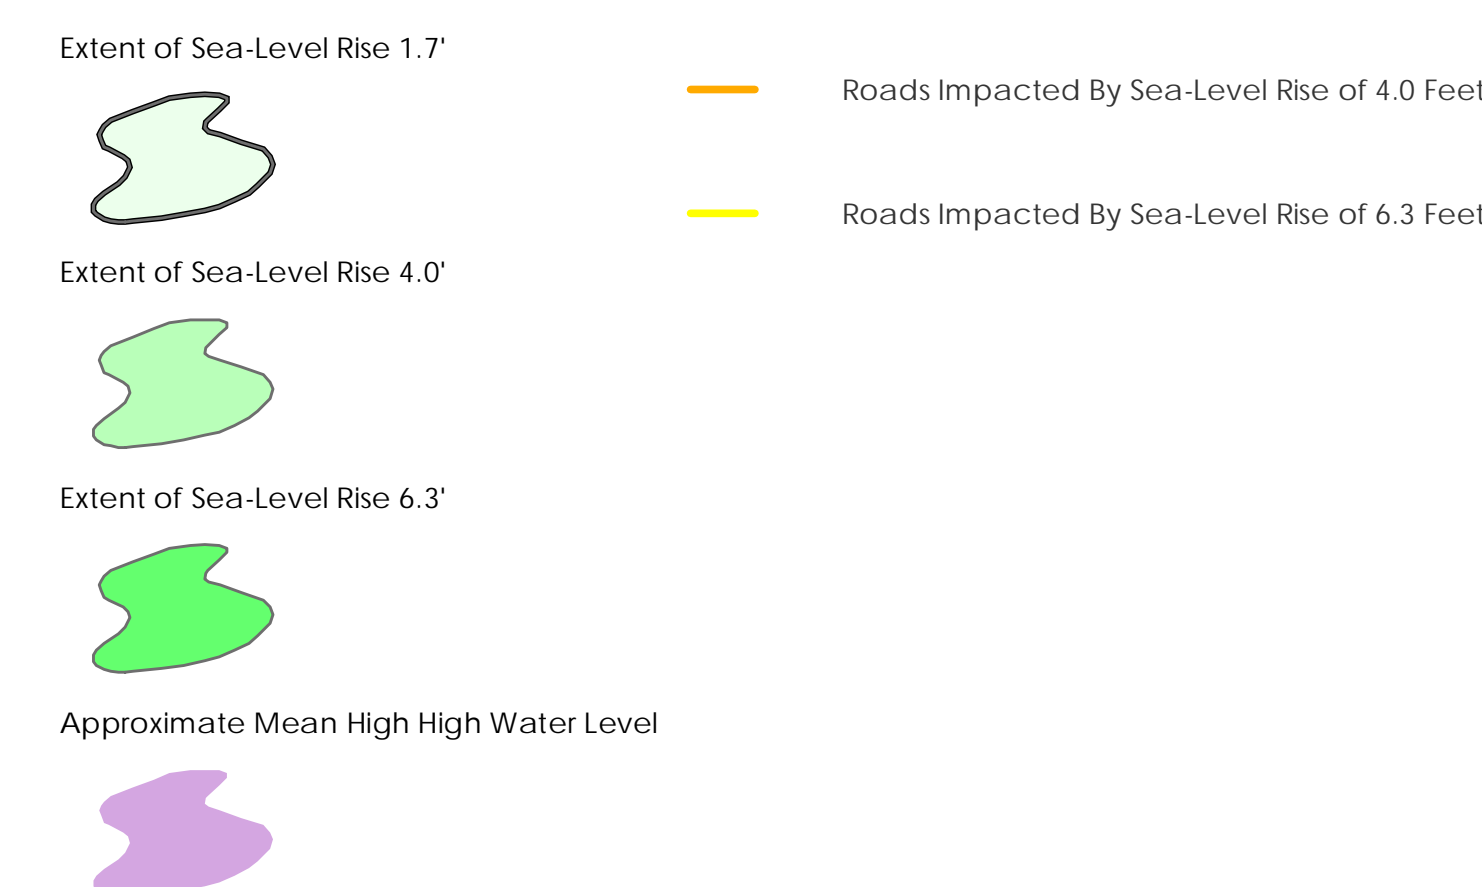 Extent of Sea-Level Rise 1.7'
Extent of Sea-Level Rise 4.0'
Extent of Sea-Level Rise 6.3'
Approximate Mean High High Water Level
Roads Impacted By Sea-Level Rise of 4.0 Feet
Roads Impacted By Sea-Level Rise of 6.3 Feet